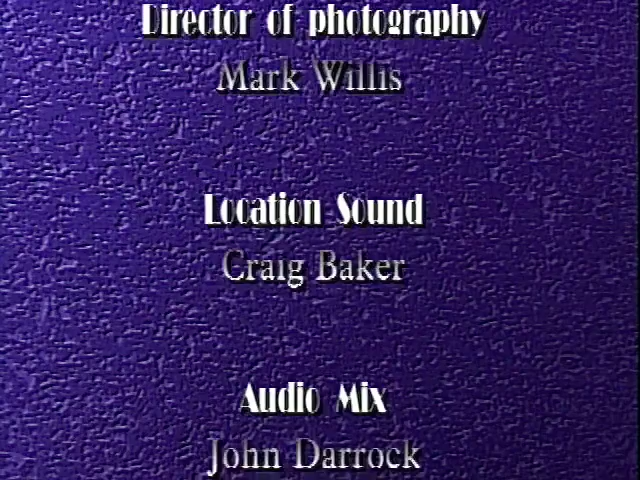 Director of photography
Mark Willis
Location Sound
Craig Baker
Audio Mix
John Darrock